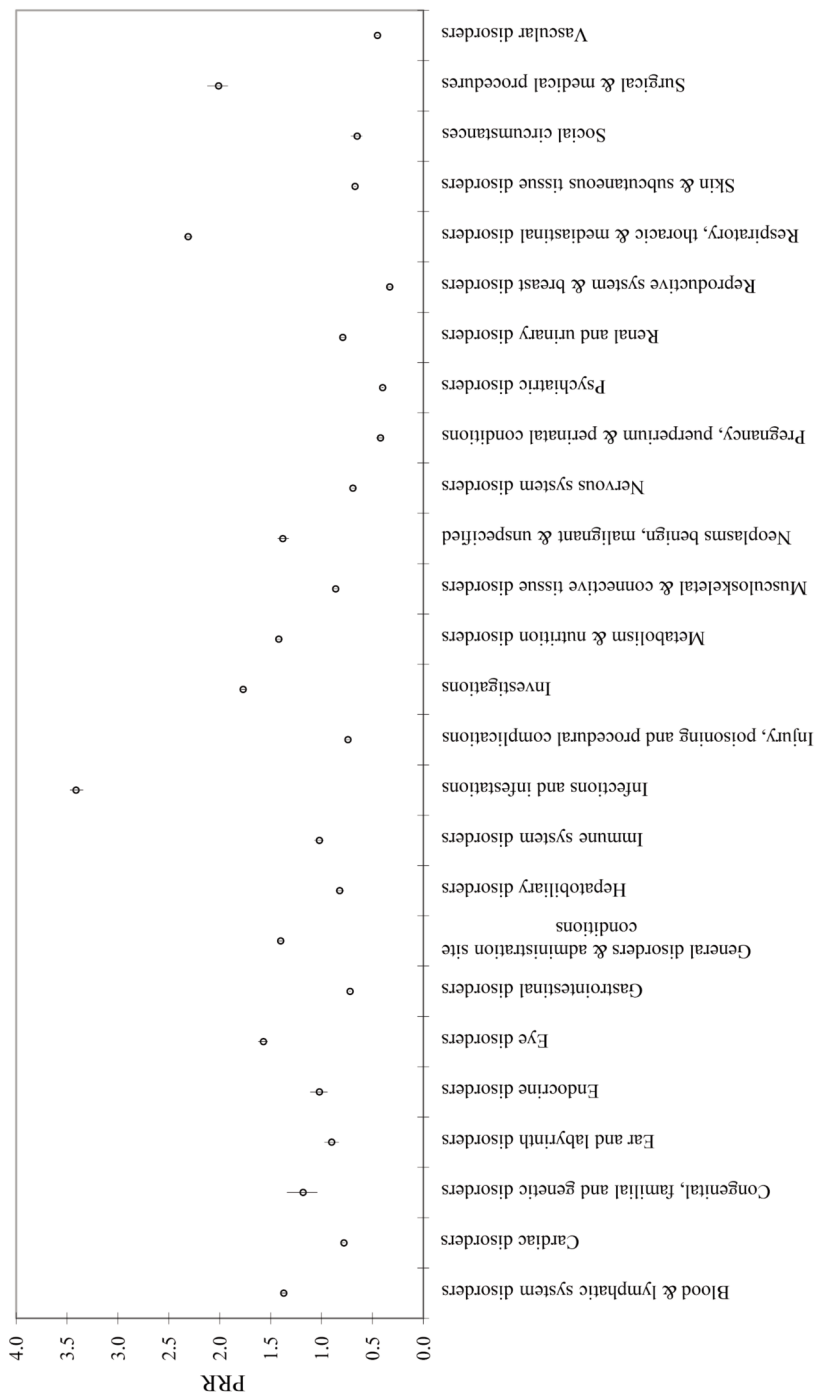 Vascular disorders
Surgical & medical procedures
Social circumstances
Skin & subcutaneous tissue disorders
Respiratory, thoracic & mediastinal disorders
Reproductive system & breast disorders
Renal and urinary disorders
Psychiatric disorders
Pregnancy, puerperium & perinatal conditions
Nervous system disorders
Neoplasms benign, malignant & unspecified
Musculoskeletal & connective tissue disorders
Metabolism & nutrition disorders
Investigations
Injury, poisoning and procedural complications
Infections and infestations
Immune system disorders
Hepatobiliary disorders
General disorders & administration site
conditions
Gastrointestinal disorders
Eye disorders
Endocrine disorders
Ear and labyrinth disorders
Congenital, familial and genetic disorders
Cardiac disorders
Blood & lymphatic system disorders
4.0
3.5
3.0
2.5
2.0
1.5
1.0
0.5
0.0
PRR